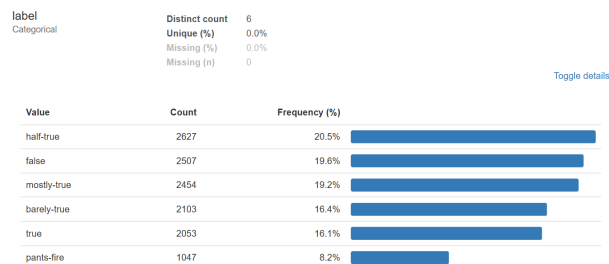 label
Categorical
Distinct count 6
Unique (%) 0.0%
Missing (%) 0.0%
Missing (n) 0
Toggle details
Value Count Frequency (%)
half-true 2627 20.5%
false 2507 19.6%
mostly-true 2454 19.2%
barely-true 2103 16.4%
true 2053 16.1%
pants-fire 1047 8.2%